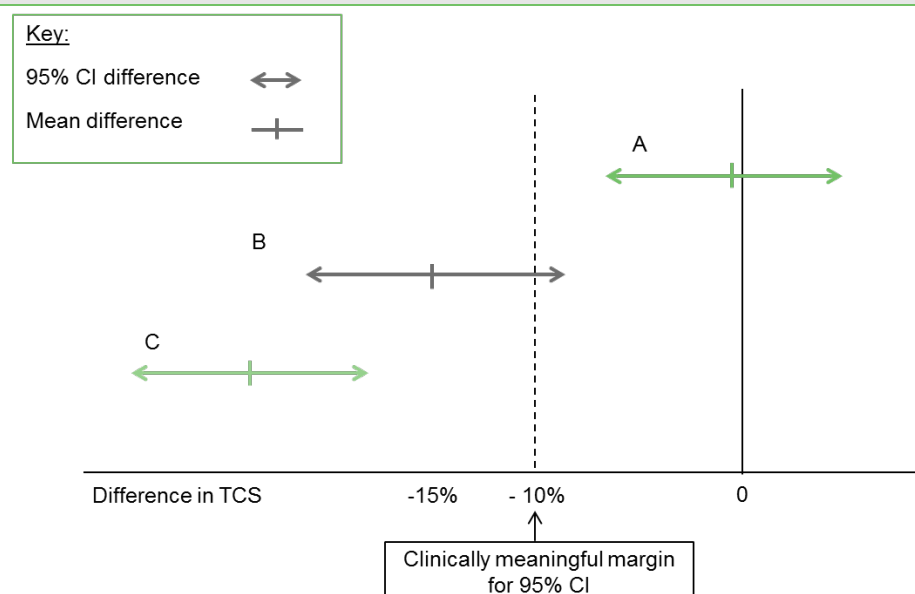 Key:
95% CI difference
Mean difference
A
B
C
Difference in TCS
-15%
- 10%
0
Clinically meaningful margin
for 95% CI